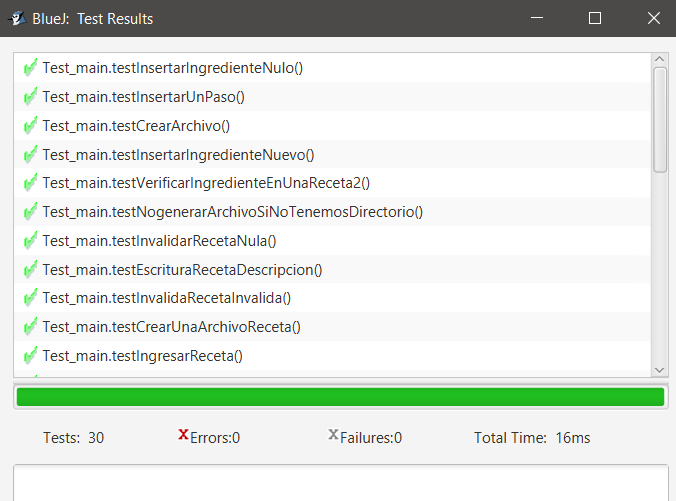 BlueJ: Test Results
Test_main.testInsertarIngredienteNulo()
Test_main.testInsertarUnPaso()
Test_main.testCrearArchivo()
Test_main.testInsertarIngredienteNuevo()
Test_main.testVerificarIngredienteEnUnaReceta2()
Test_main.testNogenerarArchivoSiNoTenemosDirectorio()
Test_main.testInvalidarRecetaNula()
Test_main.testEscrituraRecetaDescripcion()
Test_main.testInvalidaRecetaInvalida()
Test_main.testCrearUnaArchivoReceta()
Test_main.testIngresarReceta()
Tests: 30 Errors:0 Failures:0 Total Time: 16ms